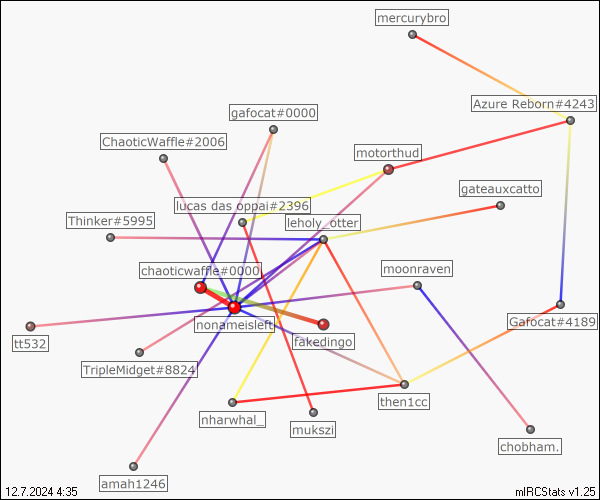 mercurybro
Azure Reborn#4243
gafocat#0000
ChaoticWaffle#2006
motorthud
gateauxcatto
lucas das oppai#2396
Thinker#5995
leholy_otter
chaoticwaffle#0000
moonraven
nonameisleft
Gafocat#4189
tt532
fakedingo
TripleMidget#8824
then1cc
nharwhal_
mukszi
chobham.
amah1246
12.7.2024 4:35
mIRCStats v1.25